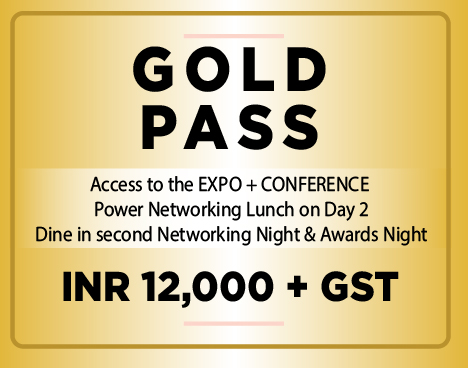 GOLD
PASS
Access to the EXPO + CONFERENCE
Power Networking Lunch on Day 2
Dine in second Networking Night & Awards Night
INR 12,000 + GST